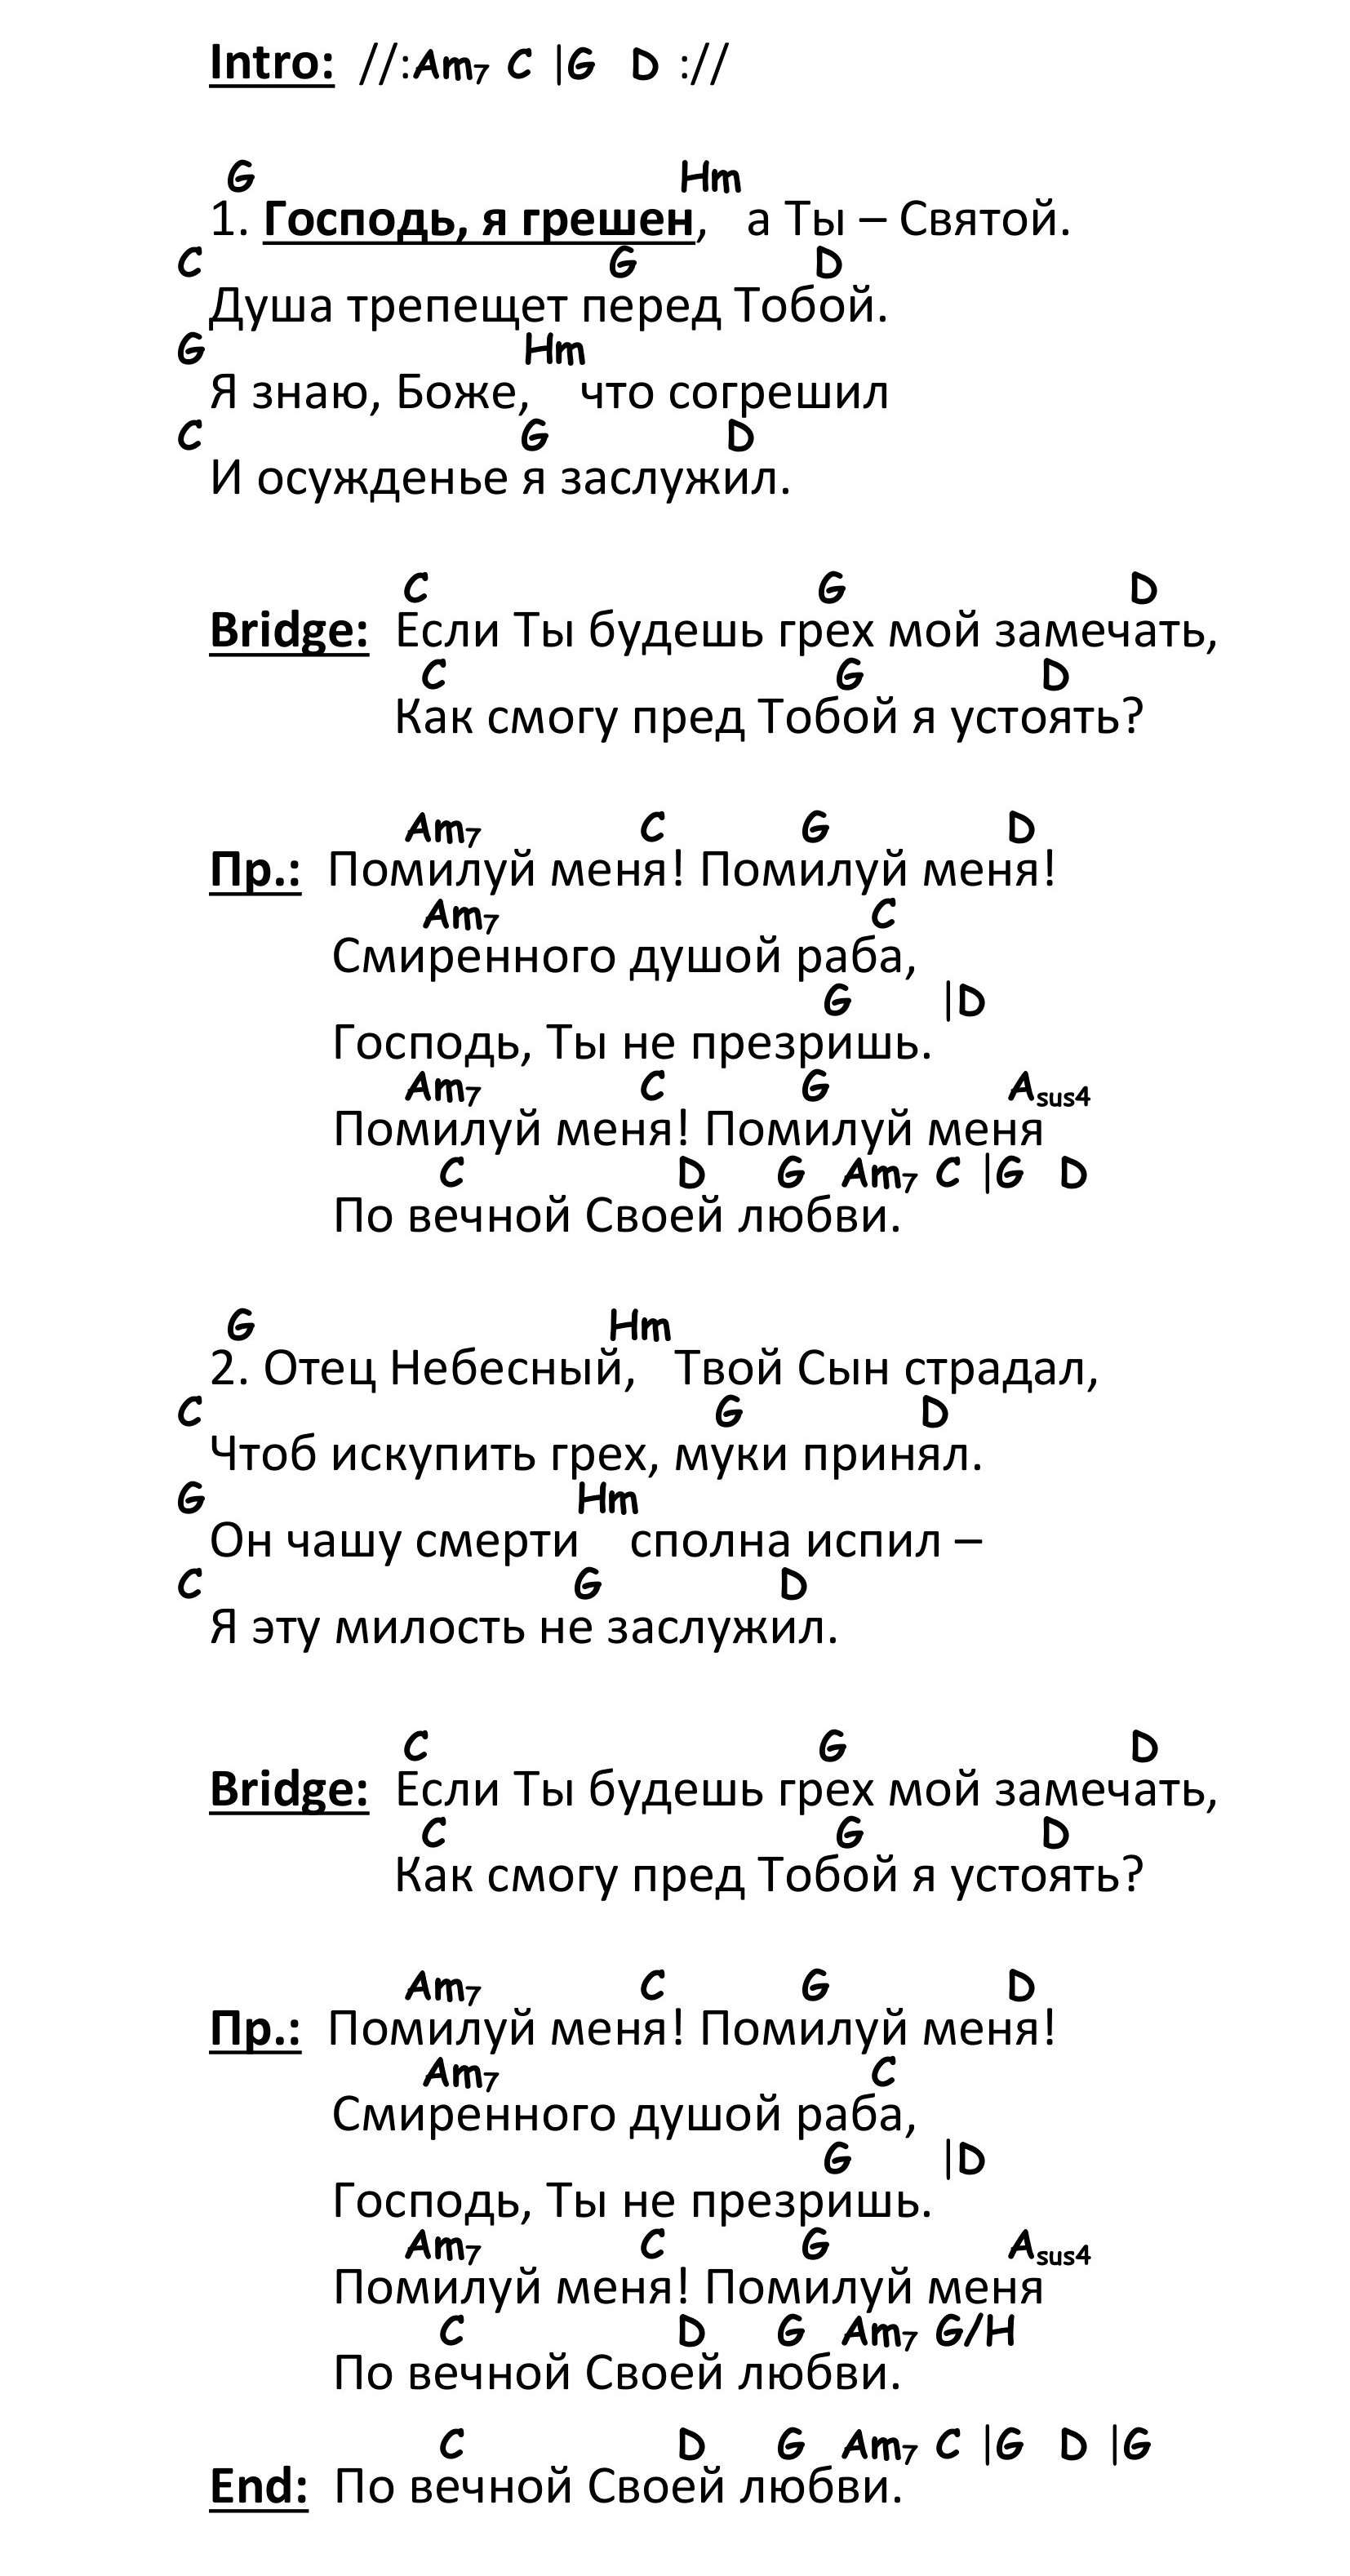 Intro: //:Am7 C |G D ://
G Hm
1. Господь, я грешен, а Ты – Святой.
C G D
Душа трепещет перед Тобой.
G Hm
Я знаю, Боже, что согрешил
C G D
И осужденье я заслужил.
C G D
Bridge: Если Ты будешь грех мой замечать,
C G D
Как смогу пред Тобой я устоять?
Am7 C G D
Пр.: Помилуй меня! Помилуй меня!
Am7 C
Смиренного душой раба,
G |D
Господь, Ты не презришь.
Am7 C G Asus4
Помилуй меня! Помилуй меня
C D G Am7 C |G D
По вечной Своей любви.
G Hm
2. Отец Небесный, Твой Сын страдал,
C G D
Чтоб искупить грех, муки принял.
G Hm
Он чашу смерти сполна испил –
C G D
Я эту милость не заслужил.
C G D
Bridge: Если Ты будешь грех мой замечать,
C G D
Как смогу пред Тобой я устоять?
Am7 C G D
Пр.: Помилуй меня! Помилуй меня!
Am7 C
Смиренного душой раба,
G |D
Господь, Ты не презришь.
Am7 C G Asus4
Помилуй меня! Помилуй меня
C D G Am7 G/H
По вечной Своей любви.
C D G Am7 C |G D |G
End: По вечной Своей любви.